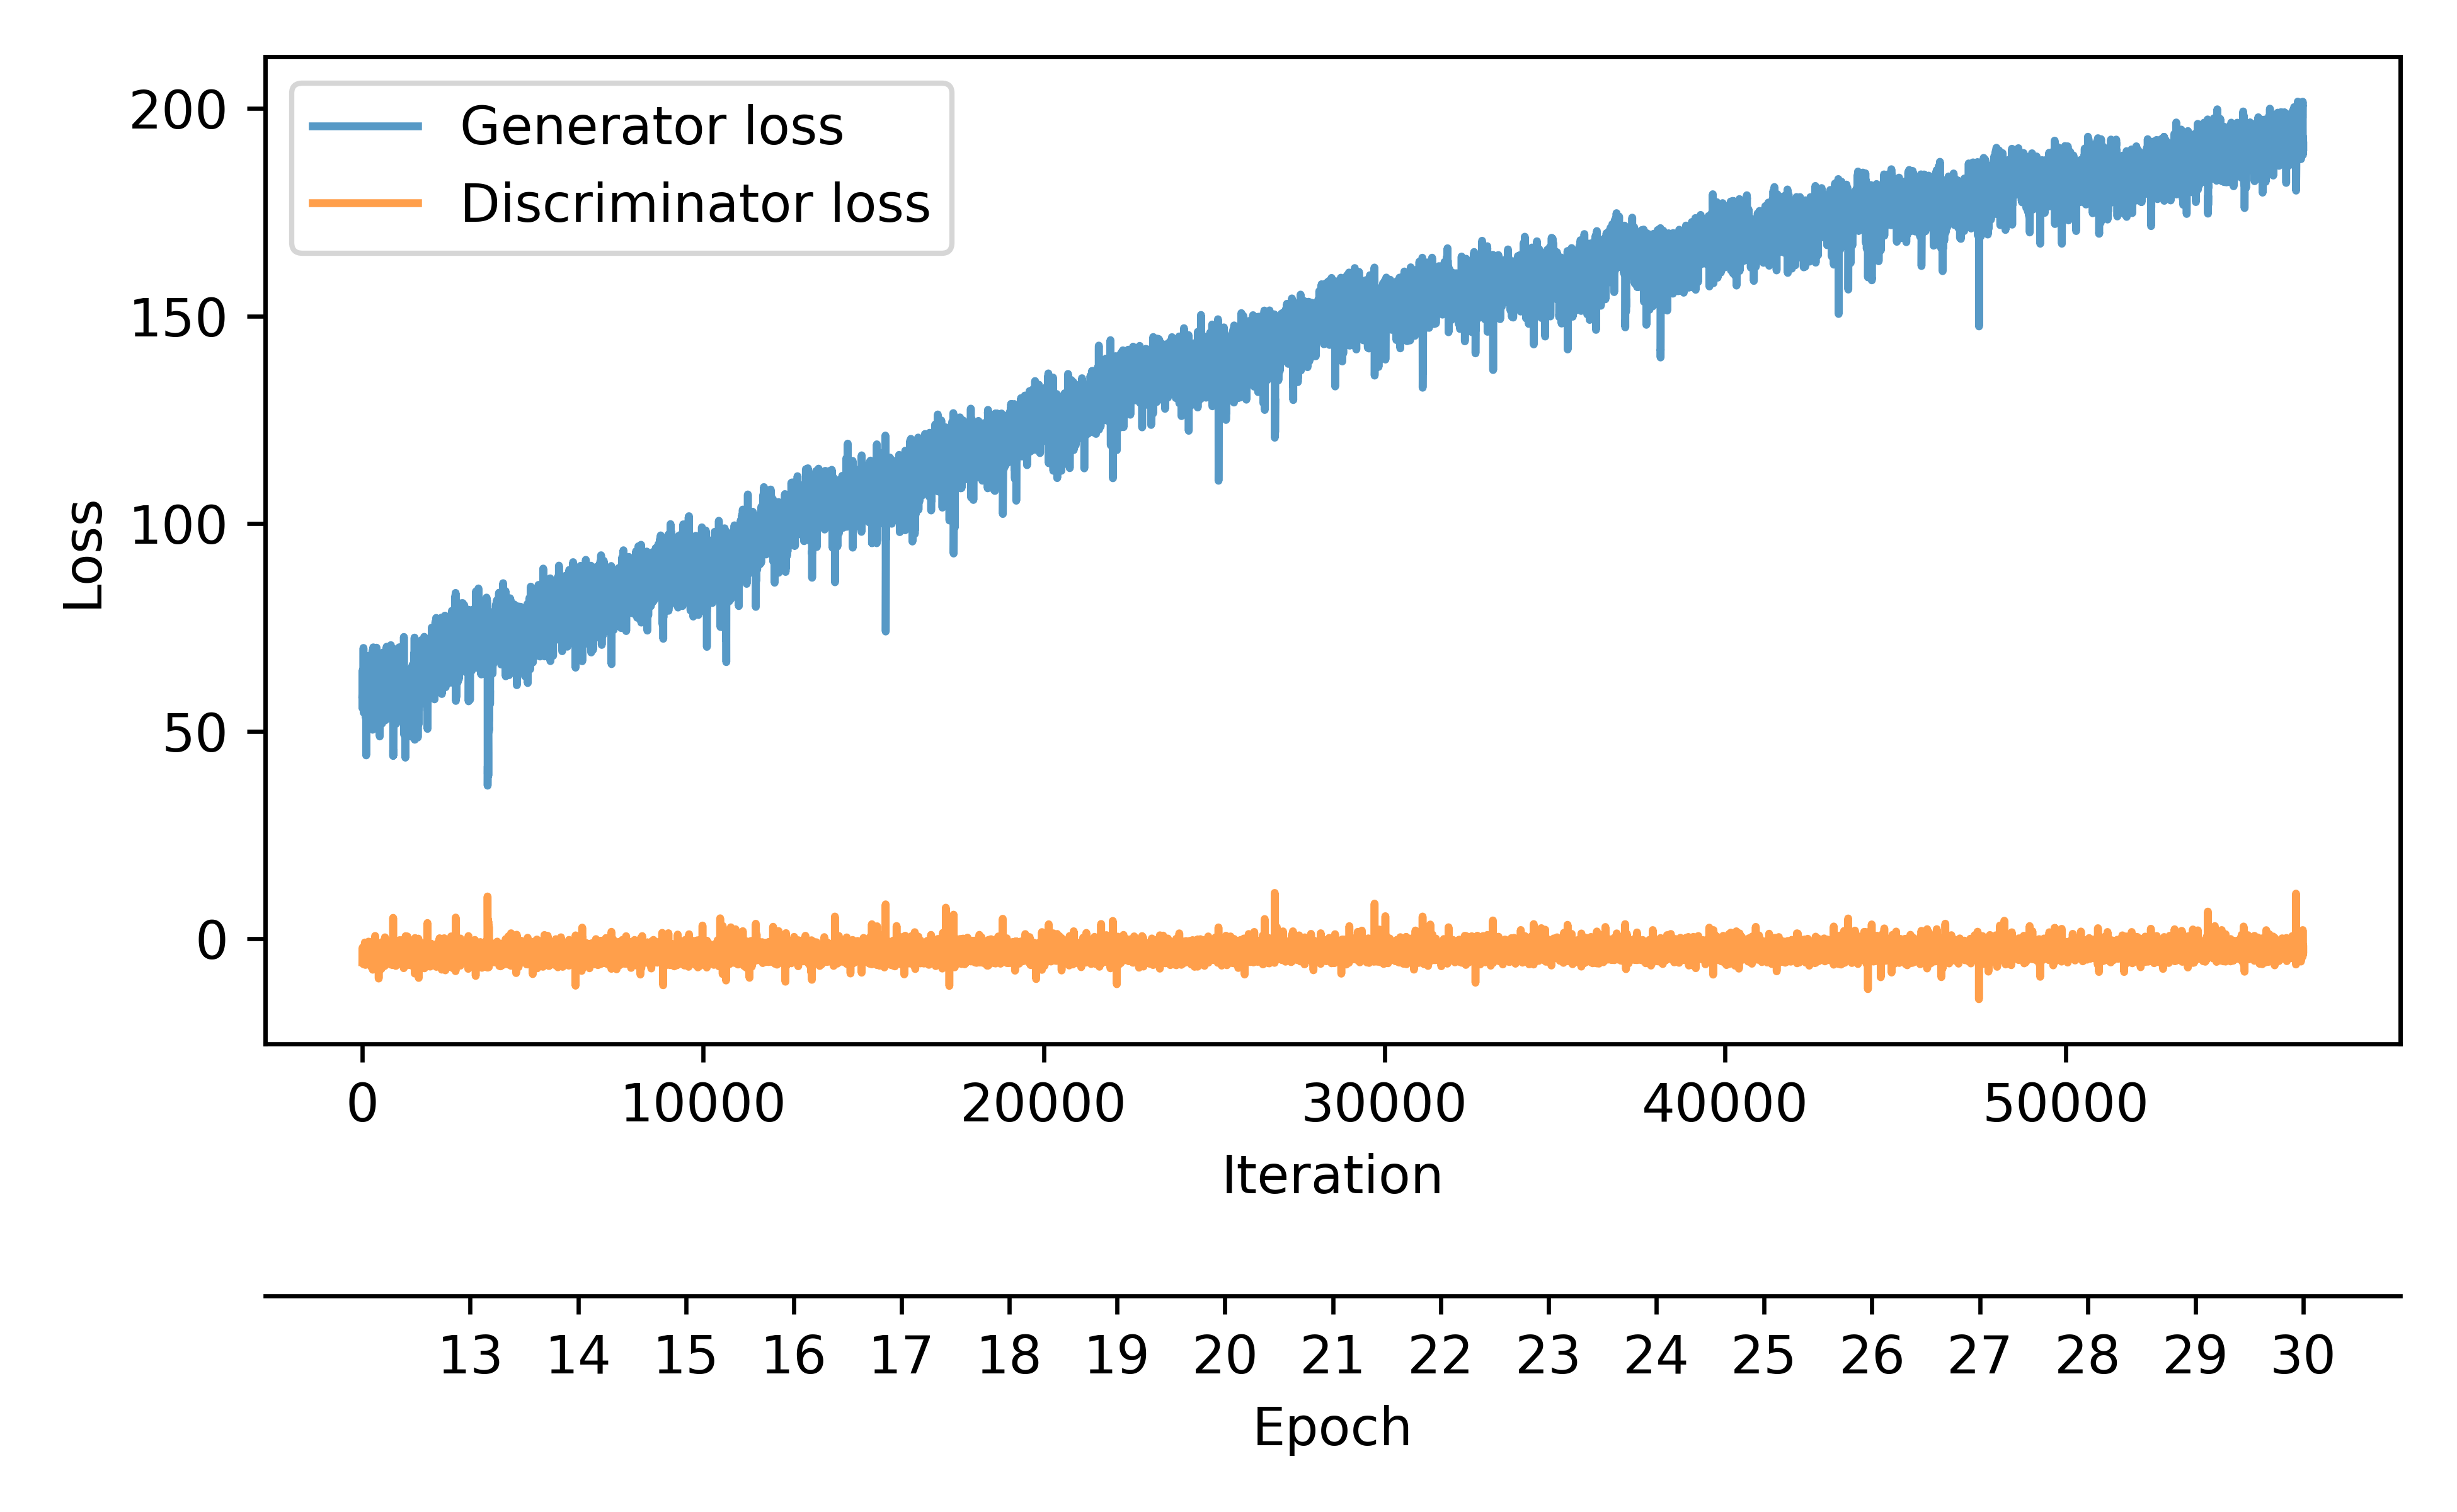 Generator loss
Discriminator loss
200
150
100
50
0
Loss
0 10000 20000 30000 40000 50000
Iteration
13 14 15 16 17 18 19 20 21 22 23 24 25 26 27 28 29 30
Epoch